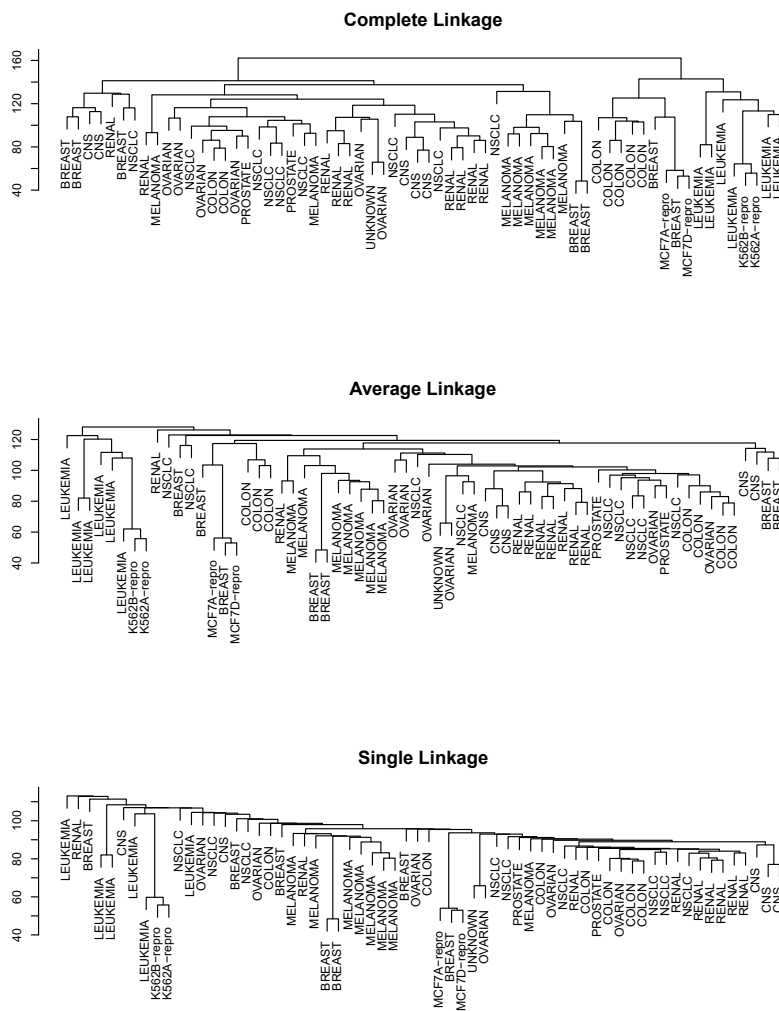 Complete Linkage
160
120
80
40
BREAST
BREAST
CNS
CNS
RENAL
BREAST
NSCLC
RENAL
MELANOMA
OVARIAN
OVARIAN
NSCLC
OVARIAN
COLON
COLON
OVARIAN
PROSTATE
NSCLC
NSCLC
NSCLC
PROSTATE
NSCLC
MELANOMA
RENAL
RENAL
RENAL
OVARIAN
UNKNOWN
OVARIAN
NSCLC
CNS
CNS
CNS
NSCLC
RENAL
RENAL
RENAL
RENAL
NSCLC
MELANOMA
MELANOMA
MELANOMA
MELANOMA
MELANOMA
MELANOMA
BREAST
BREAST
COLON
COLON
COLON
COLON
COLON
BREAST
MCF7A-repro
BREAST
MCF7D-repro
LEUKEMIA
LEUKEMIA
LEUKEMIA
LEUKEMIA
K562B-repro
K562A-repro
LEUKEMIA
LEUKEMIA
Average Linkage
120
100
80
60
40
LEUKEMIA
LEUKEMIA
LEUKEMIA
LEUKEMIA
LEUKEMIA
LEUKEMIA
K562B-repro
K562A-repro
RENAL
NSCLC
BREAST
NSCLC
BREAST
MCF7A-repro
BREAST
MCF7D-repro
COLON
COLON
COLON
RENAL
MELANOMA
MELANOMA
BREAST
BREAST
MELANOMA
MELANOMA
MELANOMA
MELANOMA
MELANOMA
OVARIAN
OVARIAN
NSCLC
OVARIAN
UNKNOWN
OVARIAN
NSCLC
MELANOMA
CNS
CNS
CNS
RENAL
RENAL
RENAL
RENAL
RENAL
RENAL
PROSTATE
NSCLC
NSCLC
NSCLC
NSCLC
OVARIAN
PROSTATE
NSCLC
COLON
COLON
OVARIAN
COLON
COLON
CNS
CNS
BREAST
BREAST
Single Linkage
100
80
60
40
LEUKEMIA
RENAL
BREAST
LEUKEMIA
LEUKEMIA
CNS
LEUKEMIA
LEUKEMIA
K562B-repro
K562A-repro
NSCLC
LEUKEMIA
OVARIAN
NSCLC
CNS
BREAST
NSCLC
OVARIAN
COLON
BREAST
MELANOMA
RENAL
MELANOMA
BREAST
BREAST
MELANOMA
MELANOMA
MELANOMA
MELANOMA
MELANOMA
BREAST
OVARIAN
COLON
MCF7A-repro
BREAST
MCF7D-repro
UNKNOWN
OVARIAN
NSCLC
NSCLC
PROSTATE
MELANOMA
COLON
OVARIAN
NSCLC
RENAL
COLON
PROSTATE
COLON
OVARIAN
COLON
COLON
NSCLC
NSCLC
RENAL
NSCLC
RENAL
RENAL
RENAL
RENAL
RENAL
CNS
CNS
CNS